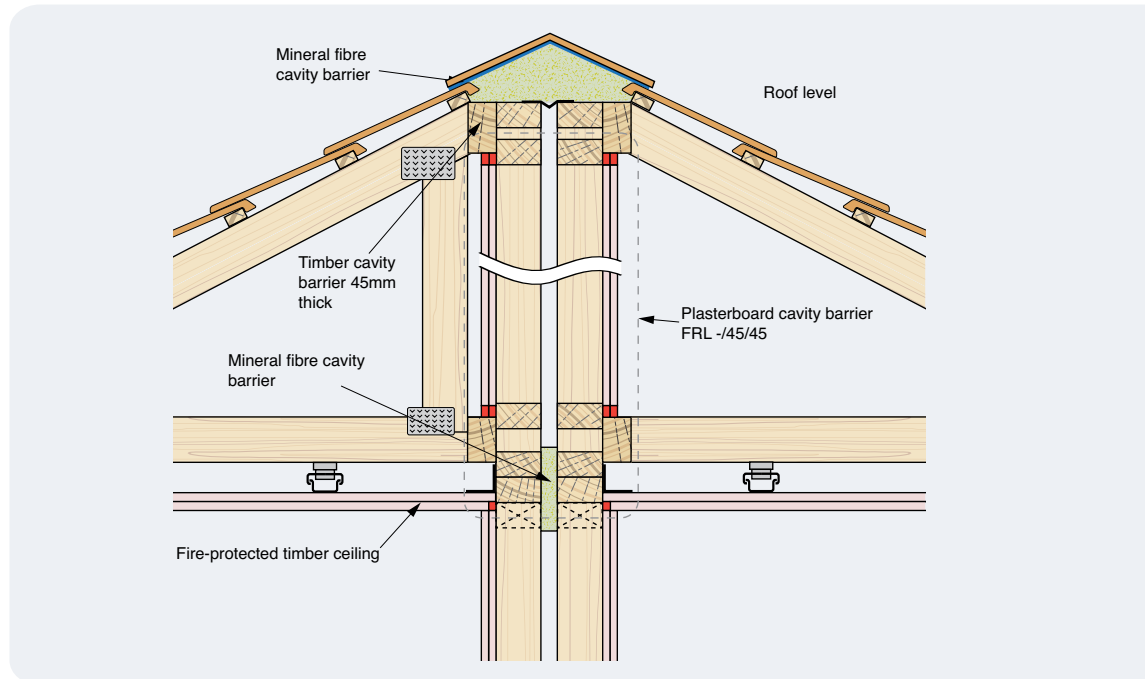 Mineral fibre
cavity barrier
Roof level
Timber cavity
barrier 45mm
thick
Plasterboard cavity barrier
FRL -/45/45
Mineral fibre cavity
barrier
Fire-protected timber ceiling